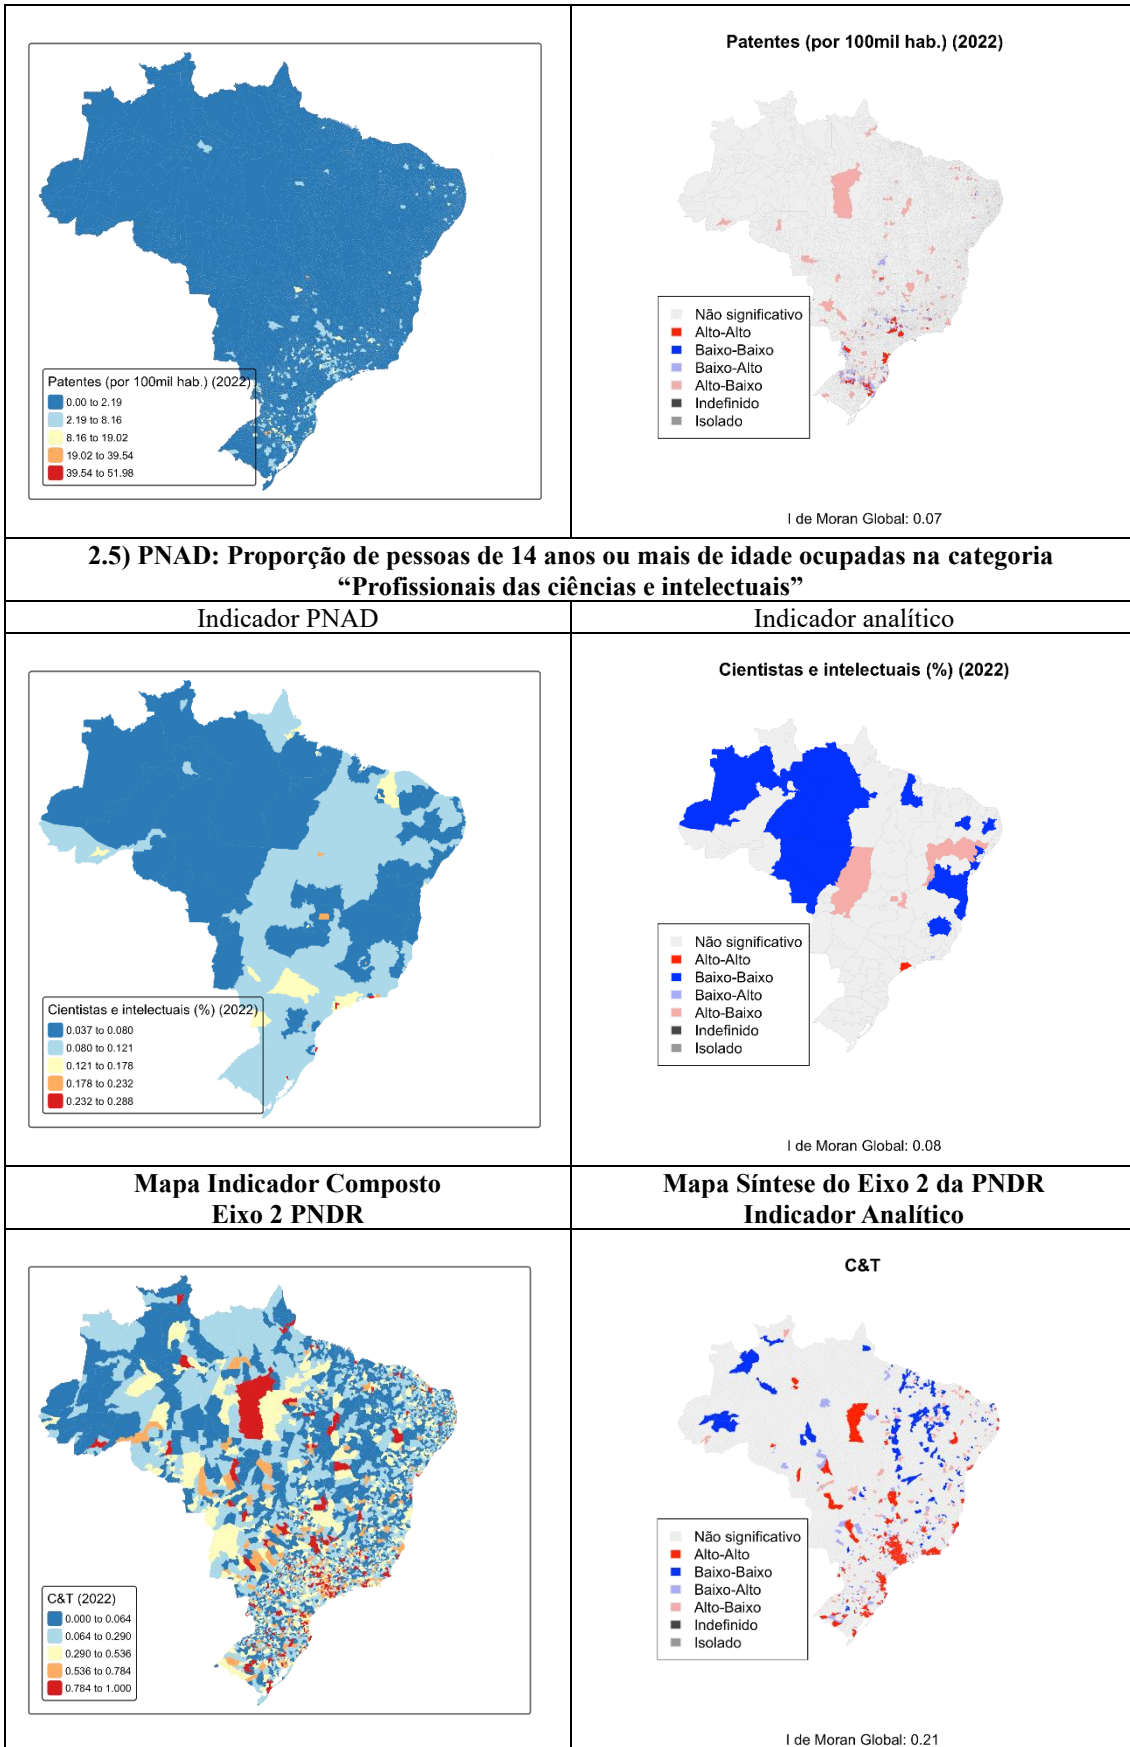 Patentes (por 100mil hab.) (2022)
0.00 to 2.19
2.19 to 8.16
8.16 to 19.02
19.02 to 39.54
39.54 to 51.98
Patentes (por 100mil hab.) (2022)
Não significativo
Alto-Alto
Baixo-Baixo
Baixo-Alto
Alto-Baixo
Indefinido
Isolado
I de Moran Global: 0.07
2.5) PNAD: Proporção de pessoas de 14 anos ou mais de idade ocupadas na categoria
“Profissionais das ciências e intelectuais”
Indicador PNAD
Indicador analítico
Cientistas e intelectuais (%) (2022)
0.037 to 0.080
0.080 to 0.121
0.121 to 0.178
0.178 to 0.232
0.232 to 0.288
Cientistas e intelectuais (%) (2022)
Não significativo
Alto-Alto
Baixo-Baixo
Baixo-Alto
Alto-Baixo
Indefinido
Isolado
I de Moran Global: 0.08
Mapa Indicador Composto
Eixo 2 PNDR
Mapa Síntese do Eixo 2 da PNDR
Indicador Analítico
C&T (2022)
0.000 to 0.064
0.064 to 0.290
0.290 to 0.536
0.536 to 0.784
0.784 to 1.000
C&T
Não significativo
Alto-Alto
Baixo-Baixo
Baixo-Alto
Alto-Baixo
Indefinido
Isolado
I de Moran Global: 0.21